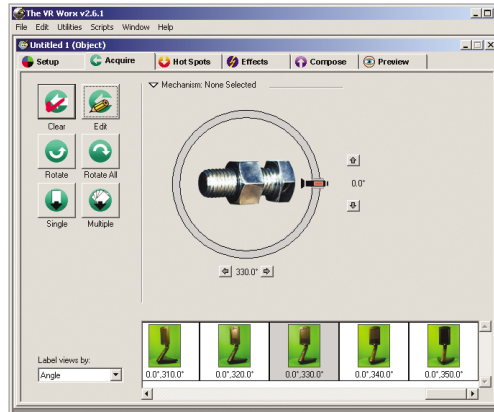 The VR Worx v2.6.1
File Edit Utilities Scripts Window Help
Untitled 1 (Object)
Setup Acquire Hot Spots Effects Compose Preview
Mechanism: None Selected
Clear Edit
Rotate Rotate All
0.0°
Single Multiple
330.0°
Label views by:
Angle
0.0°,310.0° 0.0°,320.0° 0.0°,330.0° 0.0°,340.0° 0.0°,350.0°